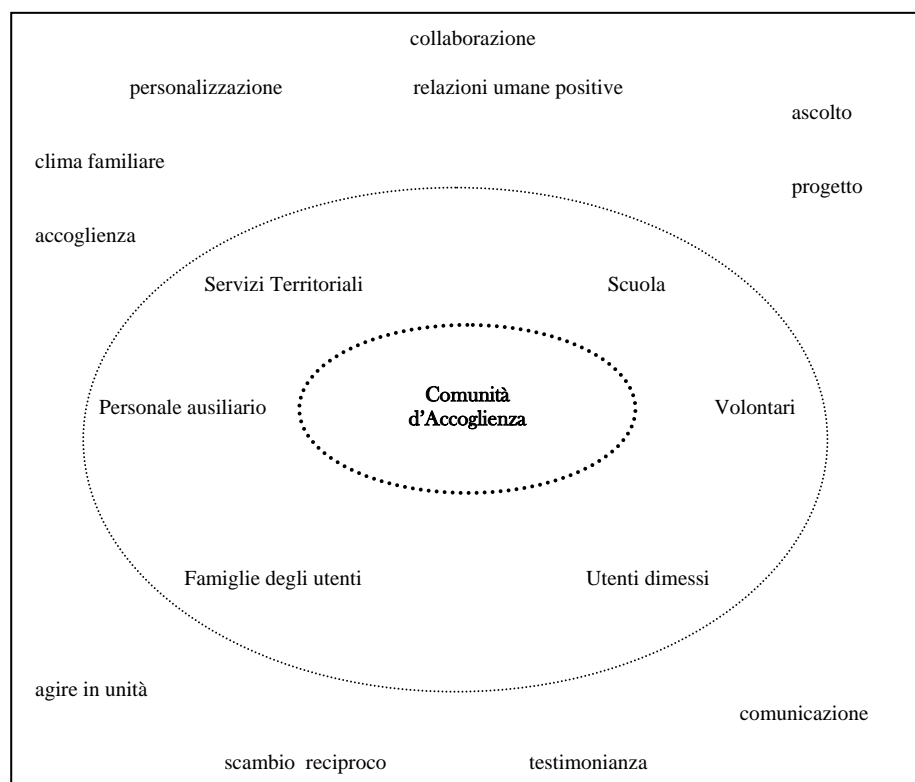 collaborazione
personalizzazione relazioni umane positive
ascolto
clima familiare
progetto
accoglienza
Servizi Territoriali Scuola
Comunità
d'Accoglienza
Personale ausiliario Volontari
Famiglie degli utenti Utenti dimessi
agire in unità
comunicazione
scambio reciproco testimonianza